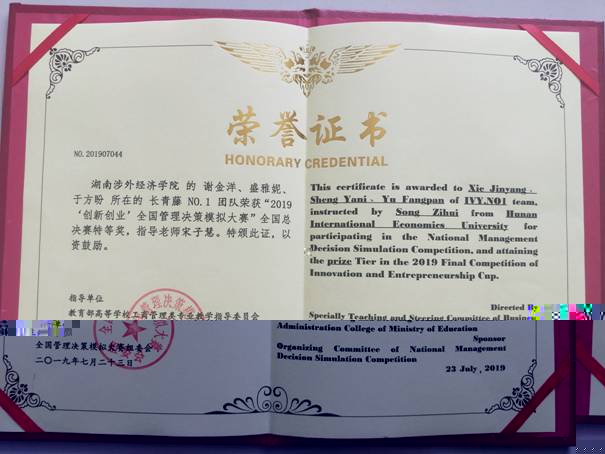 荣誉证书
HONORARY CREDENTIAL
NO.201907044
湖南涉外经济学院 的 谢金洋、盛雅妮、
于方盼 所在的 长青藤 NO.1 团队荣获“2019
‘创新创业’全国管理决策模拟大赛”全国总
决赛特等奖，指导老师宋子慧。特颁此证，以
资鼓励。
指导单位
教育部高等学校工商管理类专业教学指导委员会
全国管理决策模拟大赛组委会
二〇一九年七月二十三日
This certificate is awarded to Xie Jinyang、
Sheng Yani、Yu Fangpan of IVY.NO1 team,
instructed by Song Zihui from Hunan
International Economics University for
participating in the National Management
Decision Simulation Competition, and attaining
the prize Tier in the 2019 Final Competition of
Innovation and Entrepreneurship Cup.
Directed By
Specially Teaching and Steering Committee of Business
Administration College of Ministry of Education
Sponsor
Organizing Committee of National Management
Decision Simulation Competition
23 July , 2019